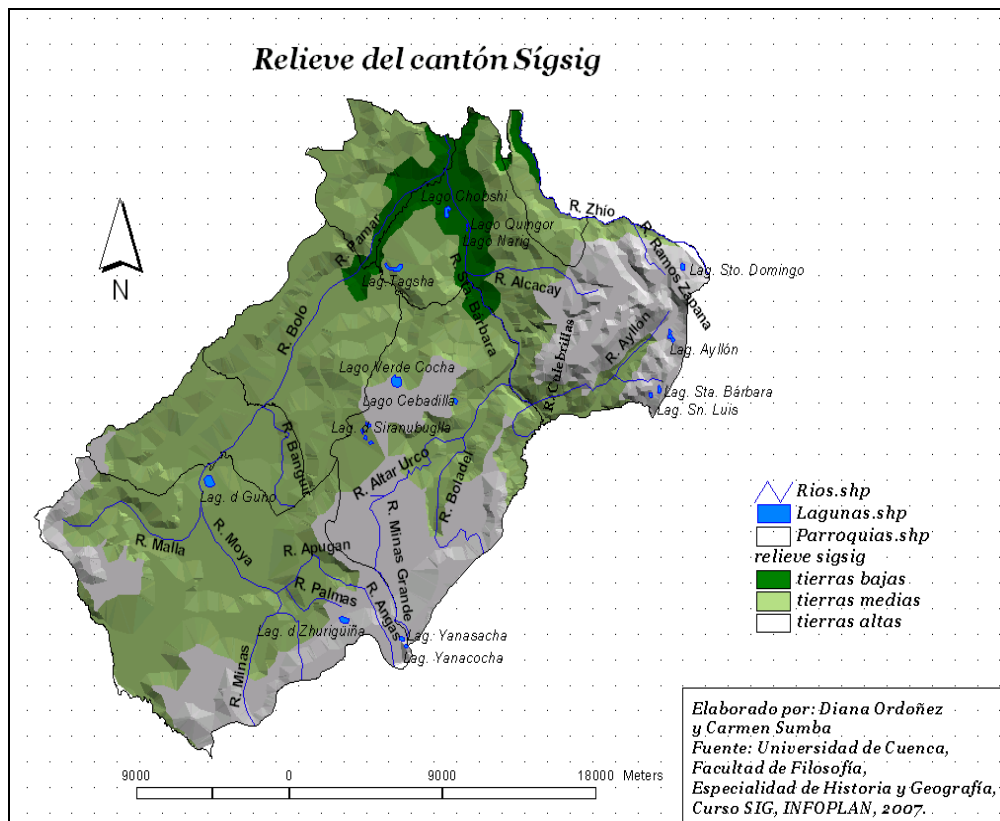 Relieve del cantón Sígsig
N
Lago Chobshi
R. Zhío
Lago Quingor
Lago Narig
R. Pamar
R. Ramos Zapana
Lag. Sto. Domingo
Lag. Tagsha
R. Sta. Bárbara
R. Alcacay
R. Bolo
R. Ayllón
Lag. Ayllón
R. Culebrillas
Lago Verde Cocha
Lago Cebadilla
Lag. Sta. Bárbara
Lag. Sn. Luis
Lag. d Siranubuglla
R. Banguir
R. Altar Urco
R. Boladel
Lag. d Guno
R. Malla
R. Moya
R. Minas Grande
R. Apugan
R. Palmas
R. Angas
Lag. d Zhurigüiña
Lag. Yanasacha
Lag. Yanacocha
R. Minas
Rios.shp
Lagunas.shp
Parroquias.shp
relieve sigsig
tierras bajas
tierras medias
tierras altas
9000 0 9000 18000 Meters
Elaborado por: Diana Ordoñez
y Carmen Sumba
Fuente: Universidad de Cuenca,
Facultad de Filosofía,
Especialidad de Historia y Geografía,
Curso SIG, INFOPLAN, 2007.